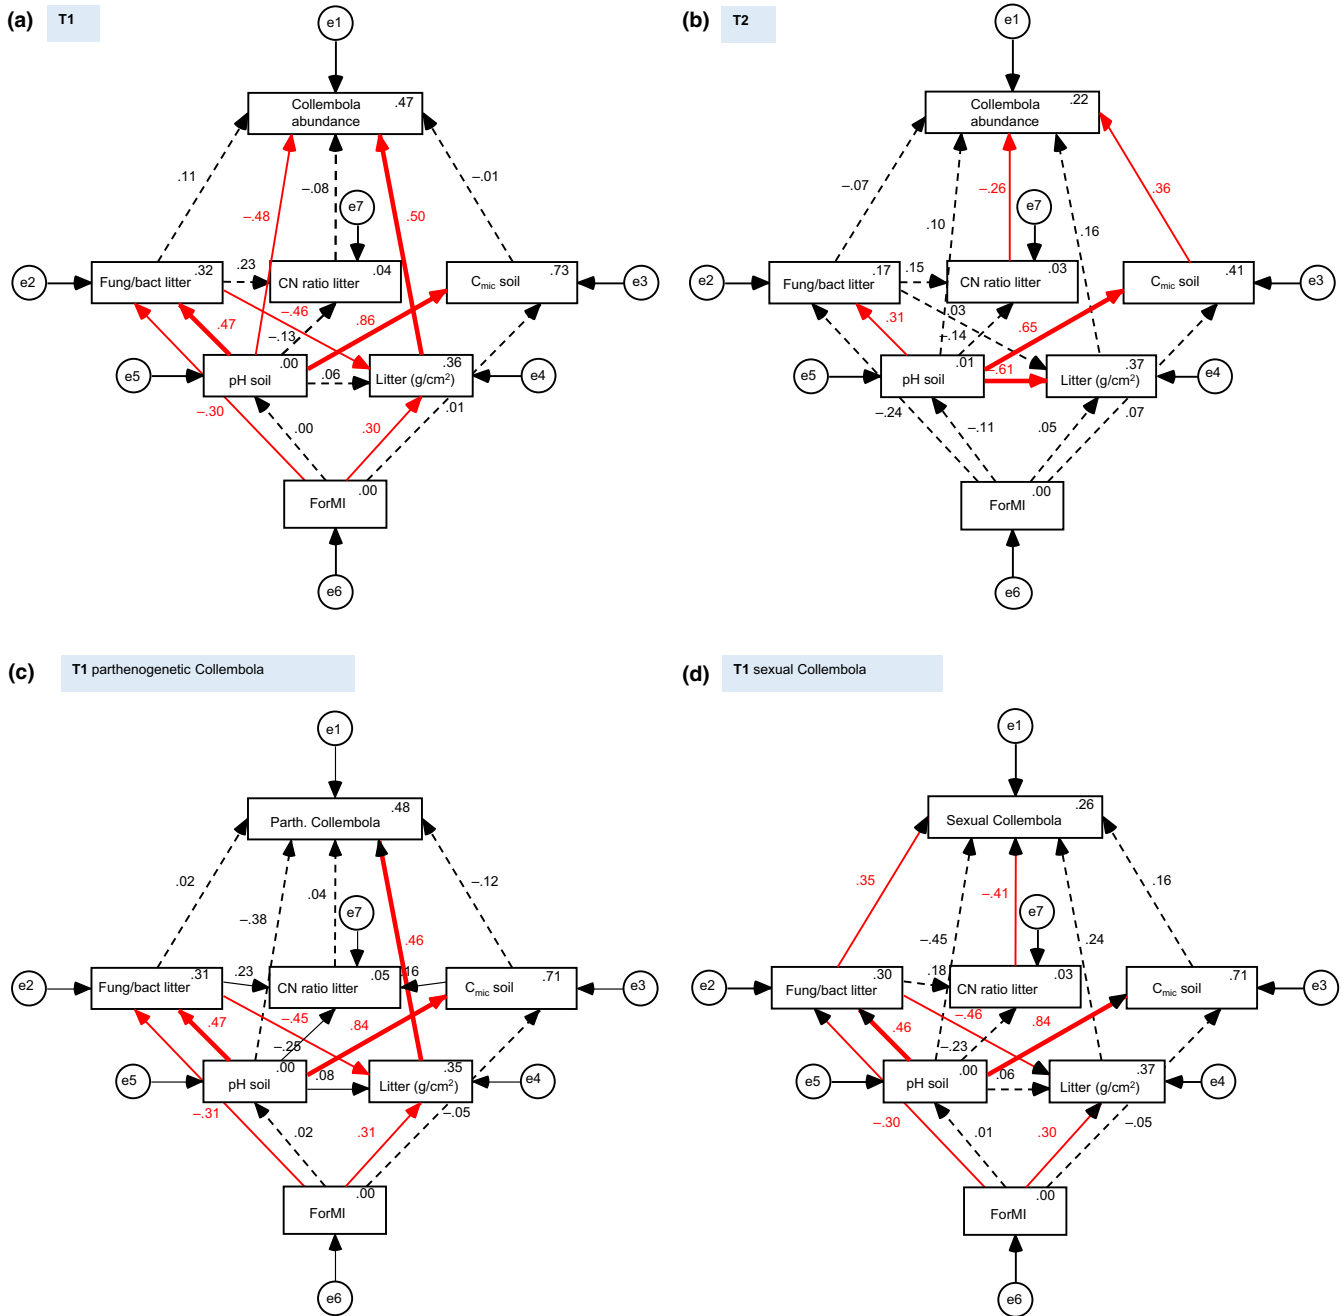 (a) T1
e1
Collembola
abundance
.47
.11
–.48
–.08
.50
–.01
e7
e2
Fung/bact litter
.32
.23
CN ratio litter
.04
C_mic soil
.73
e3
.47
–.46
.86
–.13
e5
pH soil
.00
.06
Litter (g/cm²)
.36
e4
–.30
.00
.30
.01
ForMI
.00
e6
(b) T2
e1
Collembola
abundance
.22
–.07
.10
–.26
.16
.36
e7
e2
Fung/bact litter
.17
.15
CN ratio litter
.03
C_mic soil
.41
e3
.31
.03
.65
–.14
e5
pH soil
.01
–.61
Litter (g/cm²)
.37
e4
–.24
–.11
.05
.07
ForMI
.00
e6
(c) T1 parthenogenetic Collembola
e1
Parth. Collembola
.48
.02
–.38
.04
.46
–.12
e7
e2
Fung/bact litter
.31
.23
CN ratio litter
.05
.16
C_mic soil
.71
e3
.47
–.45
.84
–.25
e5
pH soil
.00
.08
Litter (g/cm²)
.35
e4
–.31
.02
.31
–.05
ForMI
.00
e6
(d) T1 sexual Collembola
e1
Sexual Collembola
.26
.35
–.45
–.41
.24
.16
e7
e2
Fung/bact litter
.30
.18
CN ratio litter
.03
C_mic soil
.71
e3
.46
–.46
.84
–.23
e5
pH soil
.00
.06
Litter (g/cm²)
.37
e4
–.30
.01
.30
–.05
ForMI
.00
e6